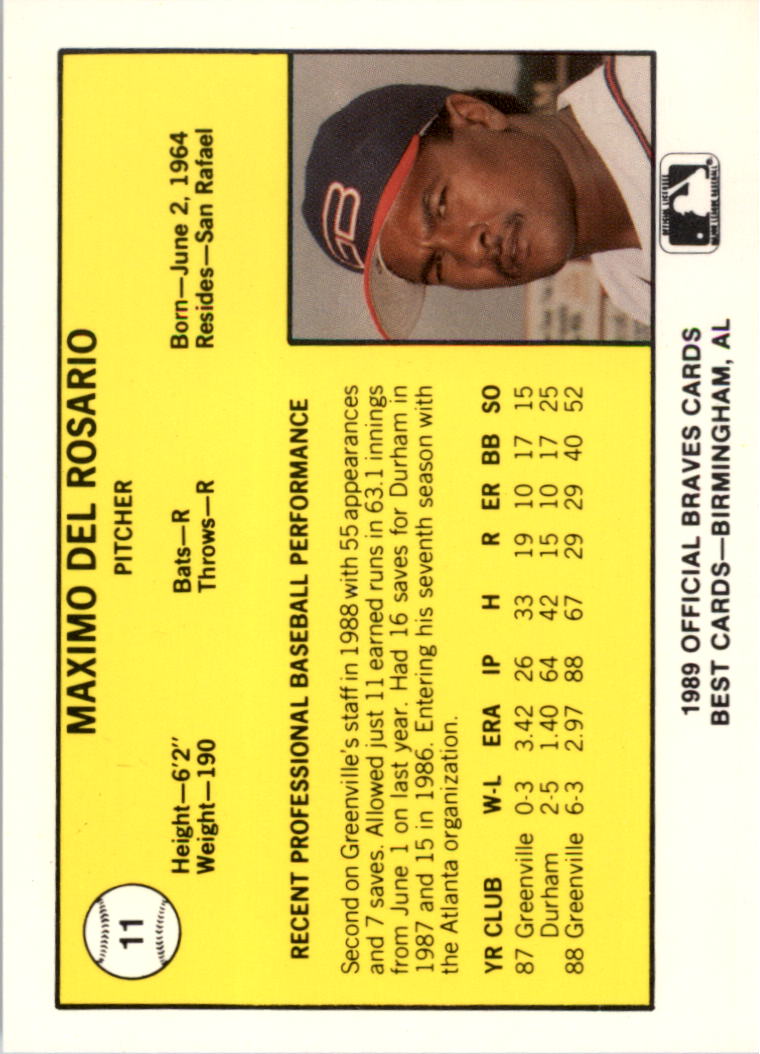 11
MAXIMO DEL ROSARIO
PITCHER
Height—6'2"
Weight—190
Bats—R
Throws—R
Born—June 2, 1964
Resides—San Rafael
RECENT PROFESSIONAL BASEBALL PERFORMANCE
Second on Greenville's staff in 1988 with 55 appearances
and 7 saves. Allowed just 11 earned runs in 63.1 innings
from June 1 on last year. Had 16 saves for Durham in
1987 and 15 in 1986. Entering his seventh season with
the Atlanta organization.
YR CLUB W-L ERA IP H R ER BB SO
87 Greenville 0-3 3.42 26 33 19 10 17 15
Durham 2-5 1.40 64 42 15 10 17 25
88 Greenville 6-3 2.97 88 67 29 29 40 52
GB
1989 OFFICIAL BRAVES CARDS
BEST CARDS—BIRMINGHAM, AL